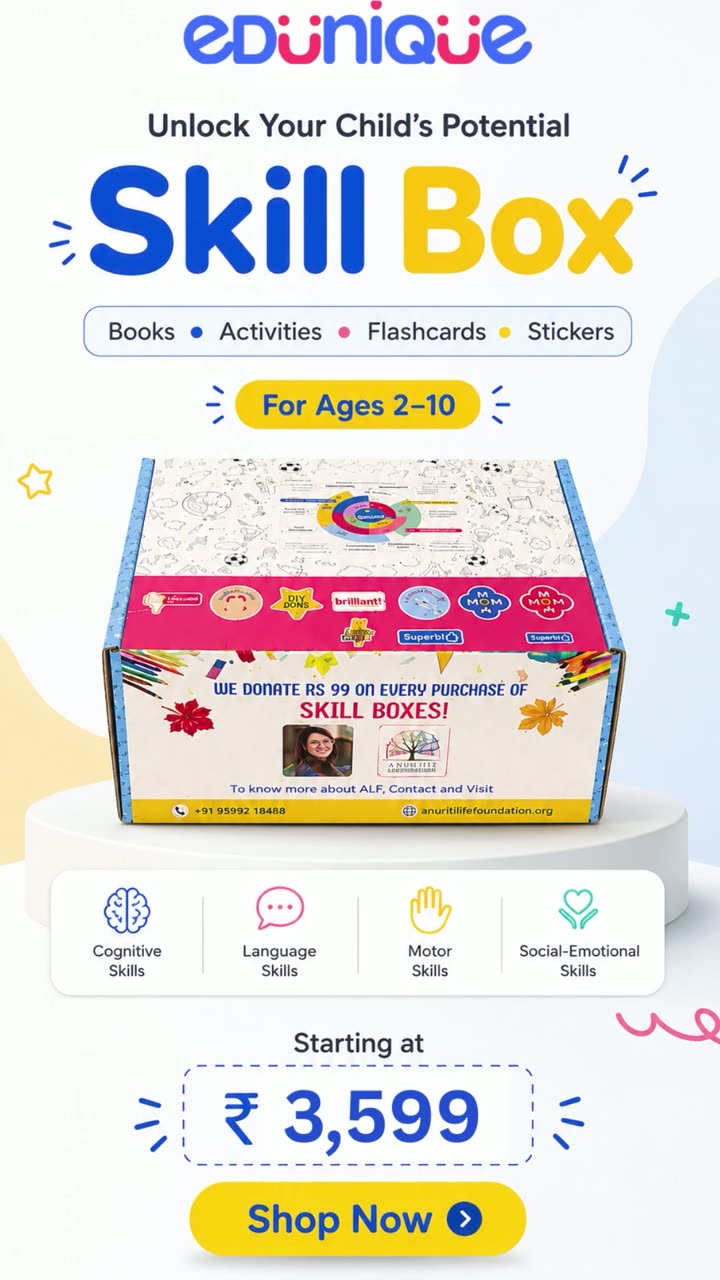 eDUNiQUe
Unlock Your Child's Potential
Skill Box
Books • Activities • Flashcards • Stickers
For Ages 2–10
DIY
DONS
brilliant!
MOM
MOM
Superb!
Superb!
WE DONATE RS 99 ON EVERY PURCHASE OF
SKILL BOXES!
To know more about ALF, Contact and Visit
+91 95992 18488
anuritilifefoundation.org
Cognitive
Skills
Language
Skills
Motor
Skills
Social-Emotional
Skills
Starting at
₹ 3,599
Shop Now